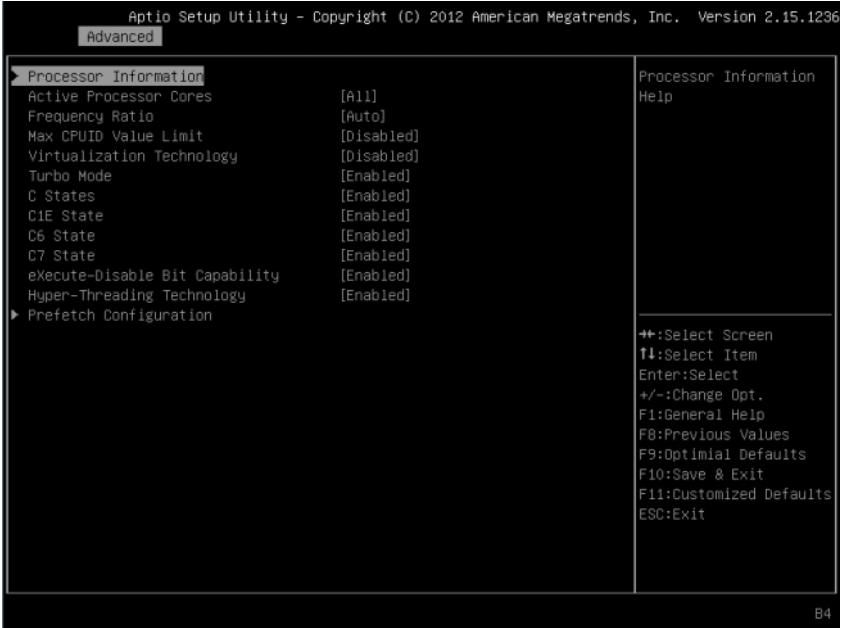 Aptio Setup Utility – Copyright (C) 2012 American Megatrends, Inc. Version 2.15.1236
Advanced
Processor Information
Active Processor Cores [All]
Frequency Ratio [Auto]
Max CPUID Value Limit [Disabled]
Virtualization Technology [Disabled]
Turbo Mode [Enabled]
C States [Enabled]
C1E State [Enabled]
C6 State [Enabled]
C7 State [Enabled]
eXecute-Disable Bit Capability [Enabled]
Hyper-Threading Technology [Enabled]
Prefetch Configuration
Processor Information
Help
→←:Select Screen
↑↓:Select Item
Enter:Select
+/-:Change Opt.
F1:General Help
F8:Previous Values
F9:Optimial Defaults
F10:Save & Exit
F11:Customized Defaults
ESC:Exit
B4